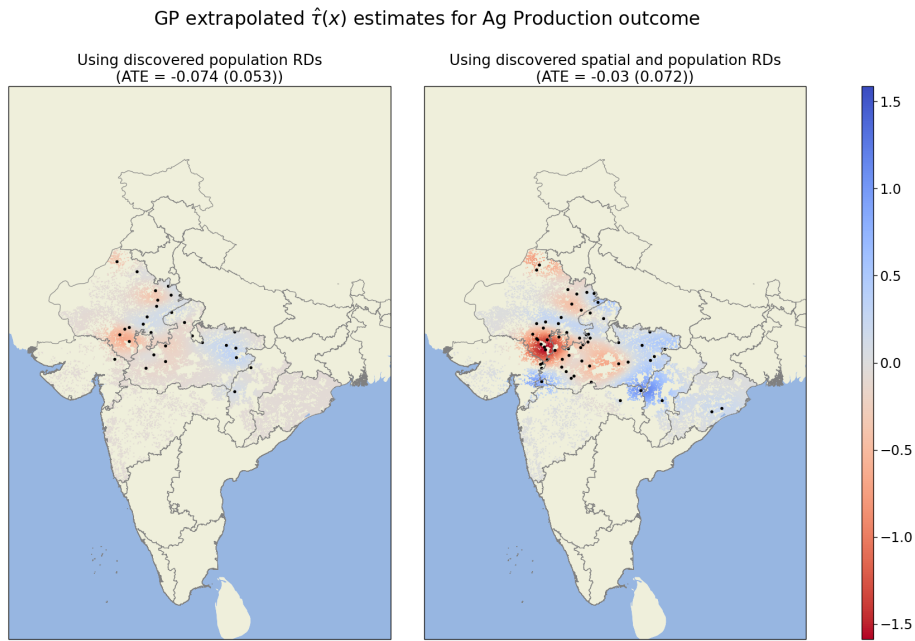 GP extrapolated τ̂(x) estimates for Ag Production outcome
Using discovered population RDs
(ATE = -0.074 (0.053))
Using discovered spatial and population RDs
(ATE = -0.03 (0.072))
1.5
1.0
0.5
0.0
−0.5
−1.0
−1.5